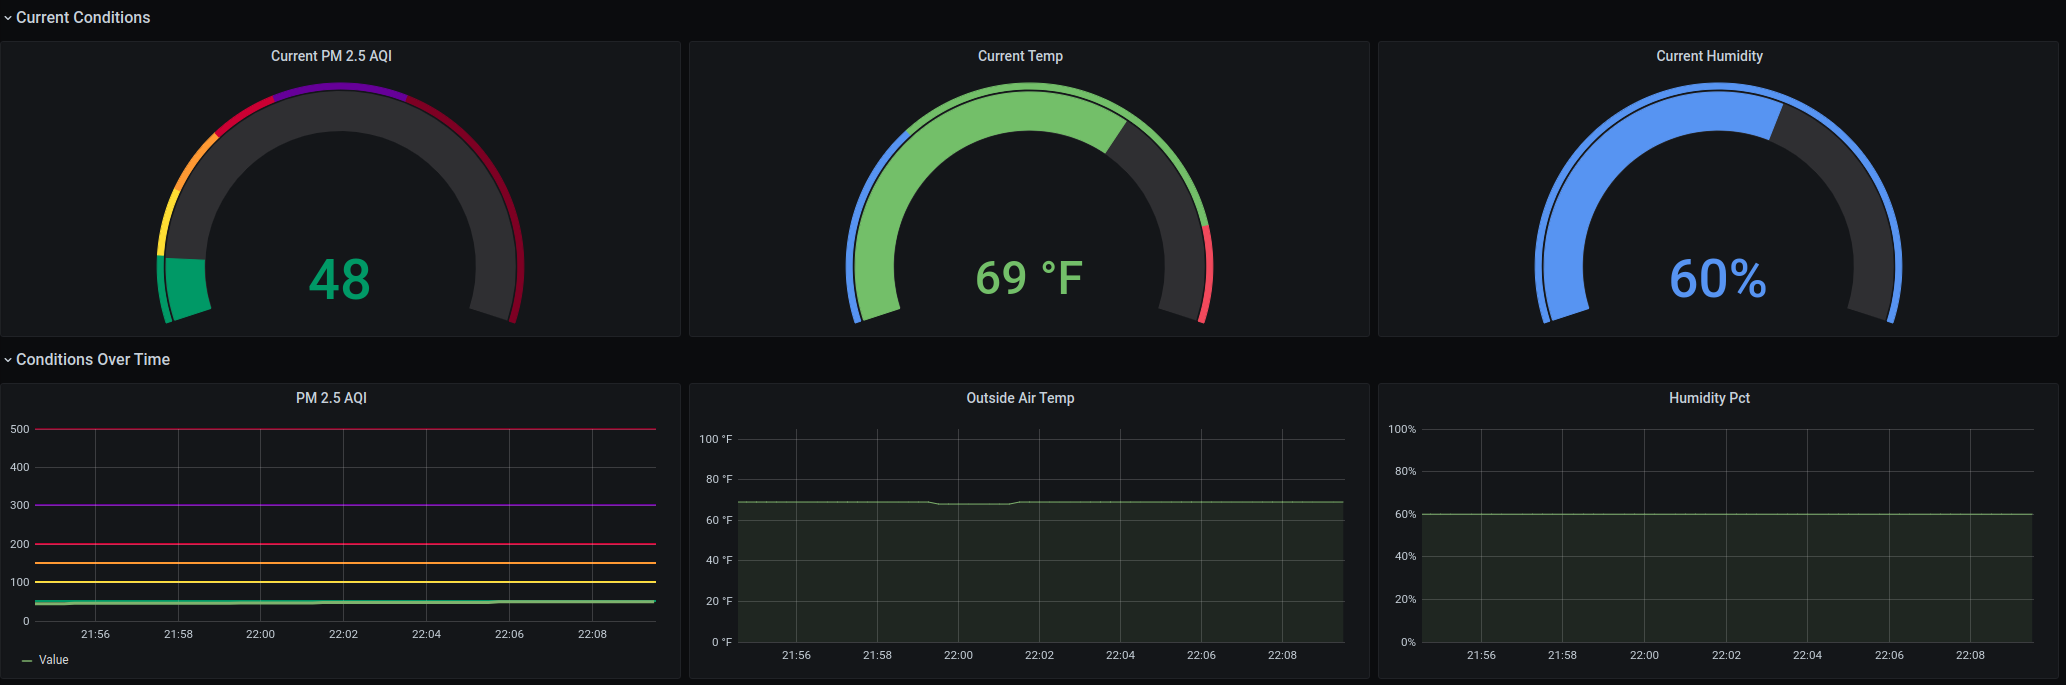 Current Conditions
Current PM 2.5 AQI
48
Current Temp
69 °F
Current Humidity
60%
Conditions Over Time
PM 2.5 AQI
500
400
300
200
100
0
21:56 21:58 22:00 22:02 22:04 22:06 22:08
Value
Outside Air Temp
100 °F
80 °F
60 °F
40 °F
20 °F
0 °F
21:56 21:58 22:00 22:02 22:04 22:06 22:08
Humidity Pct
100%
80%
60%
40%
20%
0%
21:56 21:58 22:00 22:02 22:04 22:06 22:08